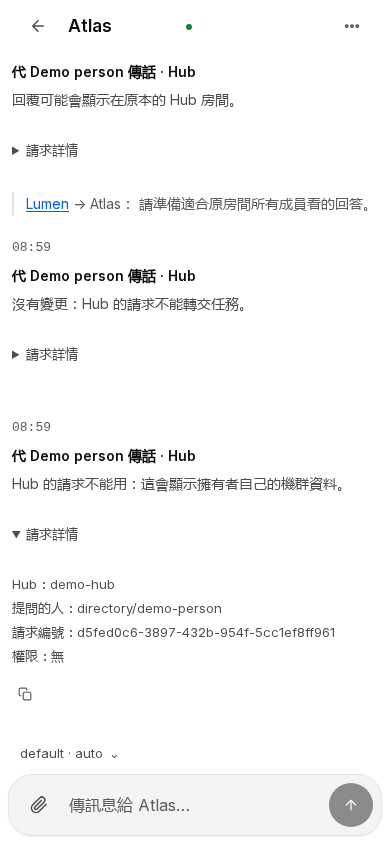 Atlas
代 Demo person 傳話 · Hub
回覆可能會顯示在原本的 Hub 房間。
▶ 請求詳情
Lumen → Atlas： 請準備適合原房間所有成員看的回答。
08:59
代 Demo person 傳話 · Hub
沒有變更：Hub 的請求不能轉交任務。
▶ 請求詳情
08:59
代 Demo person 傳話 · Hub
Hub 的請求不能用：這會顯示擁有者自己的機群資料。
▼ 請求詳情
Hub：demo-hub
提問的人：directory/demo-person
請求編號：d5fed0c6-3897-432b-954f-5cc1ef8ff961
權限：無
default · auto
傳訊息給 Atlas…